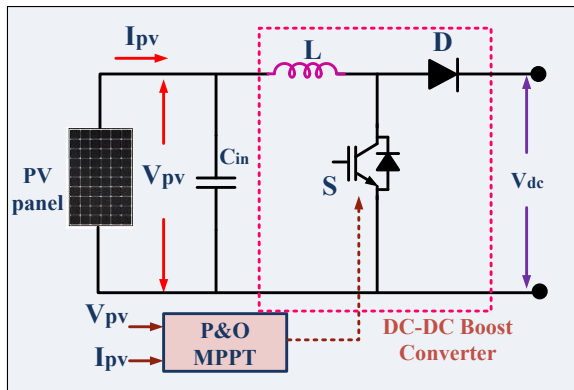 Ipv
L
D
PV
panel
Vpv
Cin
S
Vdc
Vpv
Ipv
P&O
MPPT
DC-DC Boost
Converter